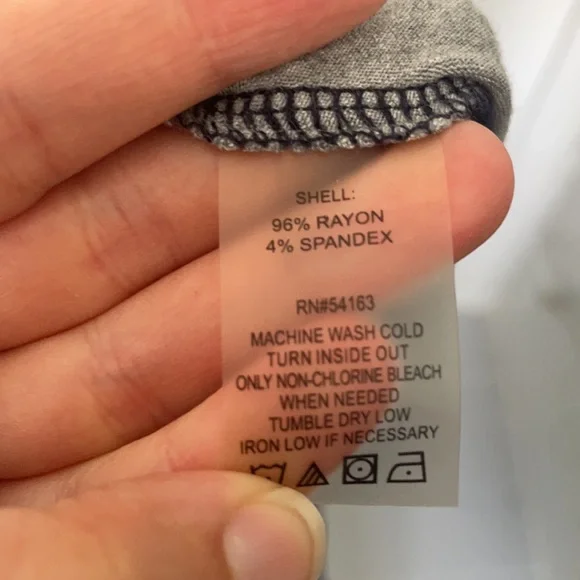 SHELL:
96% RAYON
4% SPANDEX
RN#54163
MACHINE WASH COLD
TURN INSIDE OUT
ONLY NON-CHLORINE BLEACH
WHEN NEEDED
TUMBLE DRY LOW
IRON LOW IF NECESSARY